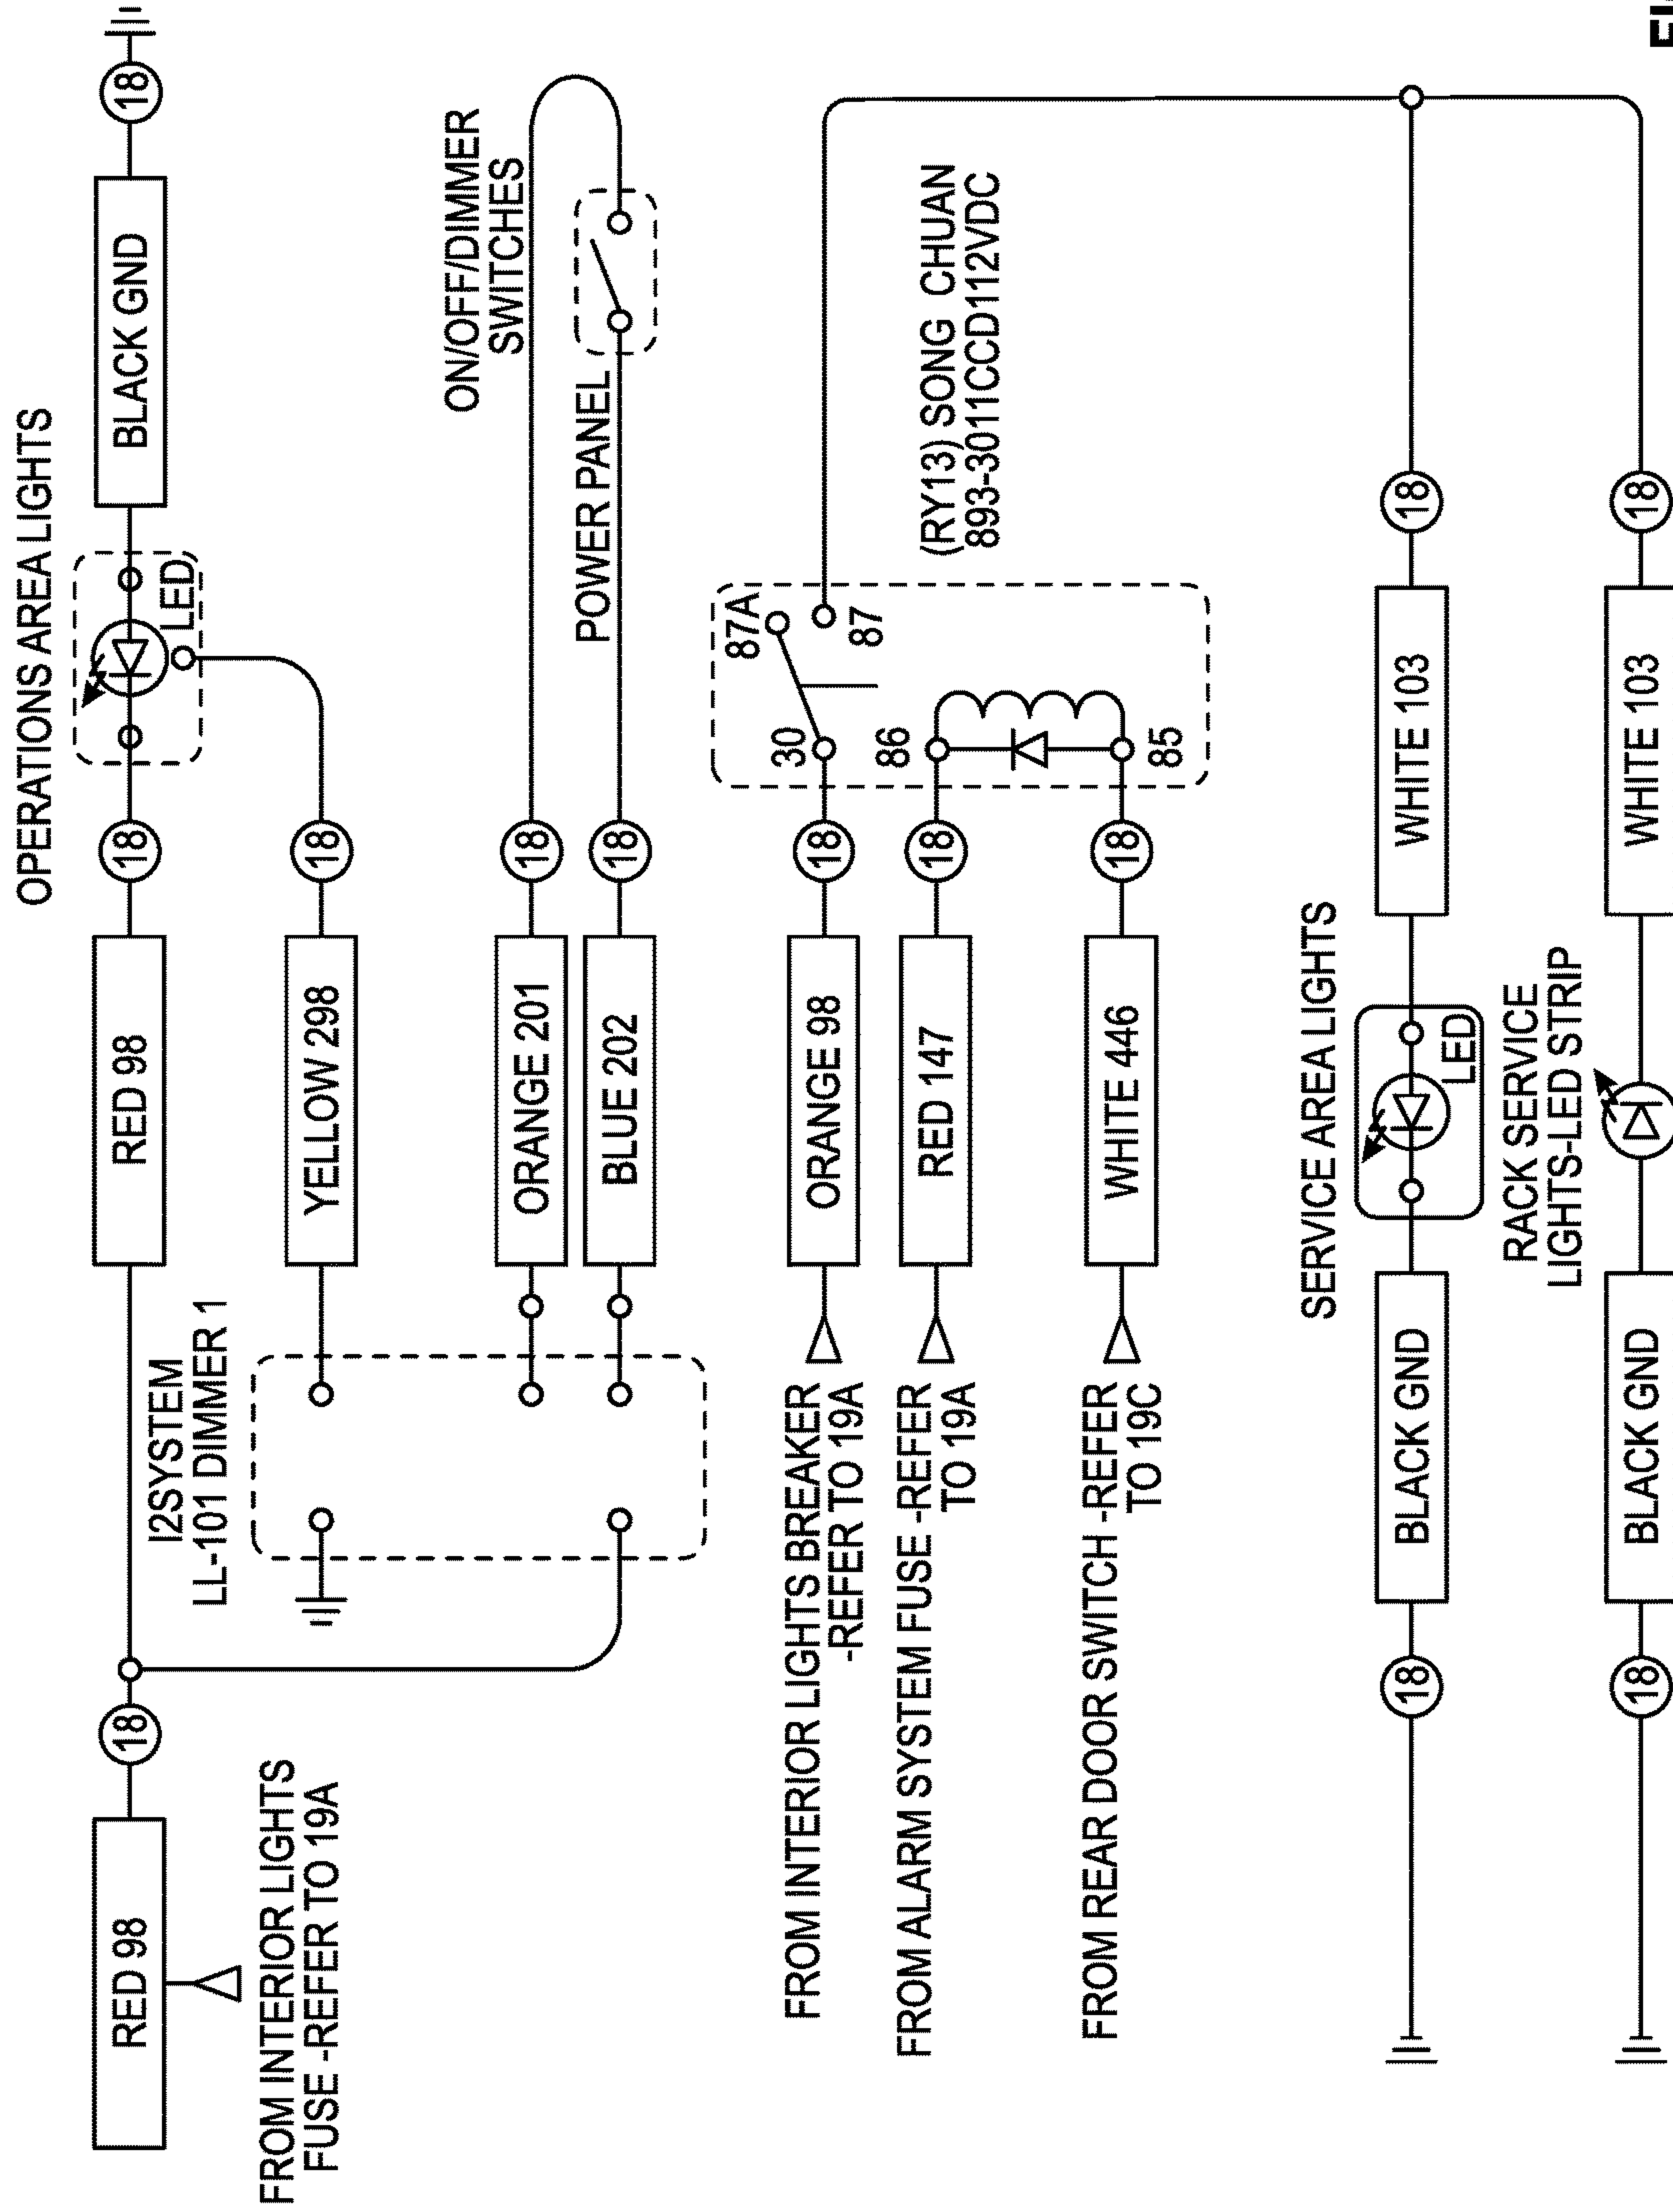 OPERATIONS AREA LIGHTS
RED 98
18
RED 98
18
BLACK GND
18
LED
I2SYSTEM
LL-101 DIMMER 1
FROM INTERIOR LIGHTS
FUSE -REFER TO 19A
YELLOW 298
18
ON/OFF/DIMMER
SWITCHES
ORANGE 201
18
POWER PANEL
BLUE 202
18
FROM INTERIOR LIGHTS BREAKER
-REFER TO 19A
ORANGE 98
18
30
87A
87
FROM ALARM SYSTEM FUSE -REFER
TO 19A
RED 147
18
86
(RY13) SONG CHUAN
893-3011CCD112VDC
FROM REAR DOOR SWITCH -REFER
TO 19C
WHITE 446
18
85
SERVICE AREA LIGHTS
18
BLACK GND
LED
WHITE 103
18
RACK SERVICE
LIGHTS-LED STRIP
18
BLACK GND
WHITE 103
18